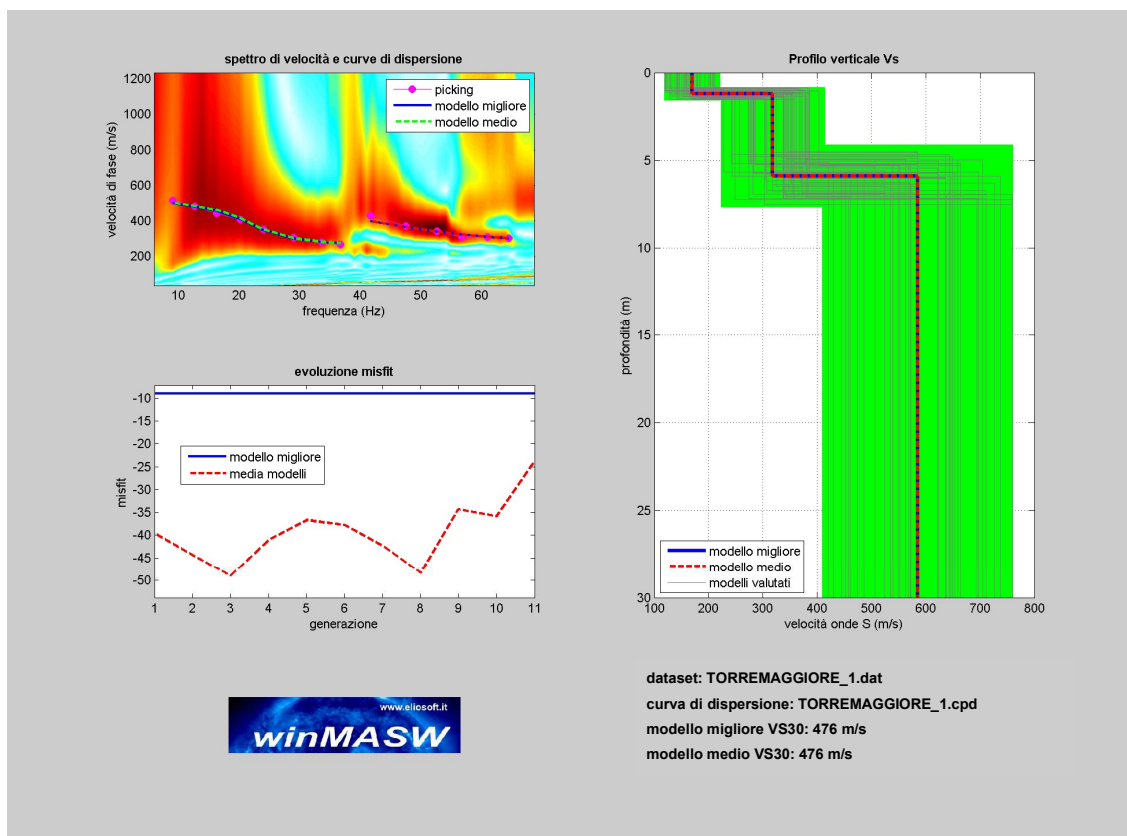 spettro di velocità e curve di dispersione
1200
1000
800
600
400
200
velocità di fase (m/s)
picking
modello migliore
modello medio
10 20 30 40 50 60
frequenza (Hz)
evoluzione misfit
-10
-15
-20
-25
-30
-35
-40
-45
-50
misfit
modello migliore
media modelli
1 2 3 4 5 6 7 8 9 10 11
generazione
Profilo verticale Vs
0
5
10
15
20
25
30
profondità (m)
modello migliore
modello medio
modelli valutati
100 200 300 400 500 600 700 800
velocità onde S (m/s)
www.eliosoft.it
winMASW
dataset: TORREMAGGIORE_1.dat
curva di dispersione: TORREMAGGIORE_1.cpd
modello migliore VS30: 476 m/s
modello medio VS30: 476 m/s